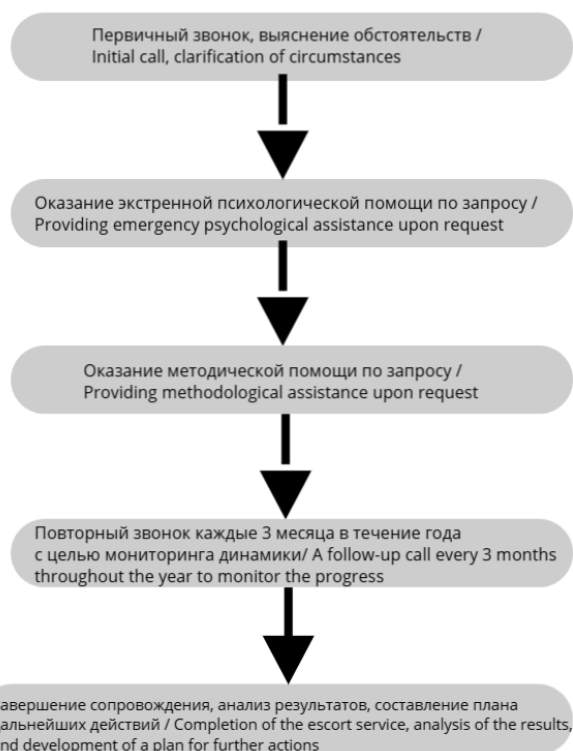 Первичный звонок, выяснение обстоятельств /
Initial call, clarification of circumstances
Оказание экстренной психологической помощи по запросу /
Providing emergency psychological assistance upon request
Оказание методической помощи по запросу /
Providing methodological assistance upon request
Повторный звонок каждые 3 месяца в течение года
с целью мониторинга динамики/ A follow-up call every 3 months
throughout the year to monitor the progress
авершение сопровождения, анализ результатов, составление плана
альнейших действий / Completion of the escort service, analysis of the results,
nd development of a plan for further actions